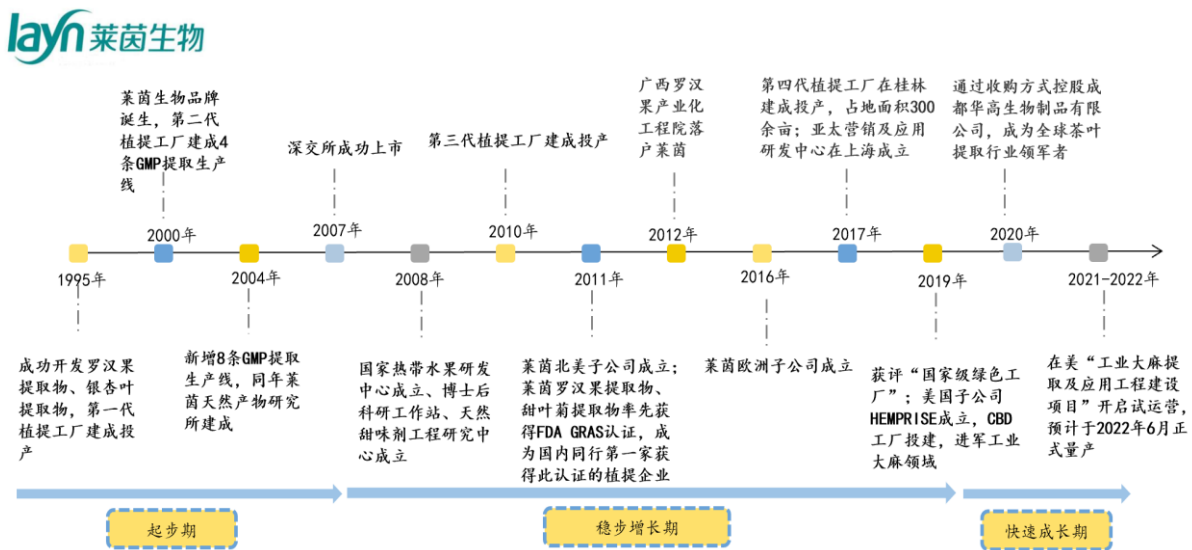 layn 莱茵生物
莱茵生物品牌
诞生，第二代
植提工厂建成4
条GMP提取生产
线
深交所成功上市
第三代植提工厂建成投产
广西罗汉
果产业化
工程院落
户莱茵
第四代植提工厂在桂林
建成投产，占地面积300
余亩；亚太营销及应用
研发中心在上海成立
通过收购方式控股成
都华高生物制品有限
公司，成为全球茶叶
提取行业领军者
2000年
2007年
2010年
2012年
2017年
2020年
1995年
2004年
2008年
2011年
2016年
2019年
2021-2022年
成功开发罗汉果
提取物、银杏叶
提取物，第一代
植提工厂建成投
产
新增8条GMP提取
生产线，同年莱
茵天然产物研究
所建成
国家热带水果研发
中心成立、博士后
科研工作站、天然
甜味剂工程研究中
心成立
莱茵北美子公司成立；
莱茵罗汉果提取物、
甜叶菊提取物率先获
得FDA GRAS认证，成
为国内同行第一家获
得此认证的植提企业
莱茵欧洲子公司成立
获评“国家级绿色工
厂”；美国子公司
HEMPRISE成立，CBD
工厂投建，进军工业
大麻领域
在美“工业大麻提
取及应用工程建设
项目”开启试运营，
预计于2022年6月正
式量产
起步期
稳步增长期
快速成长期